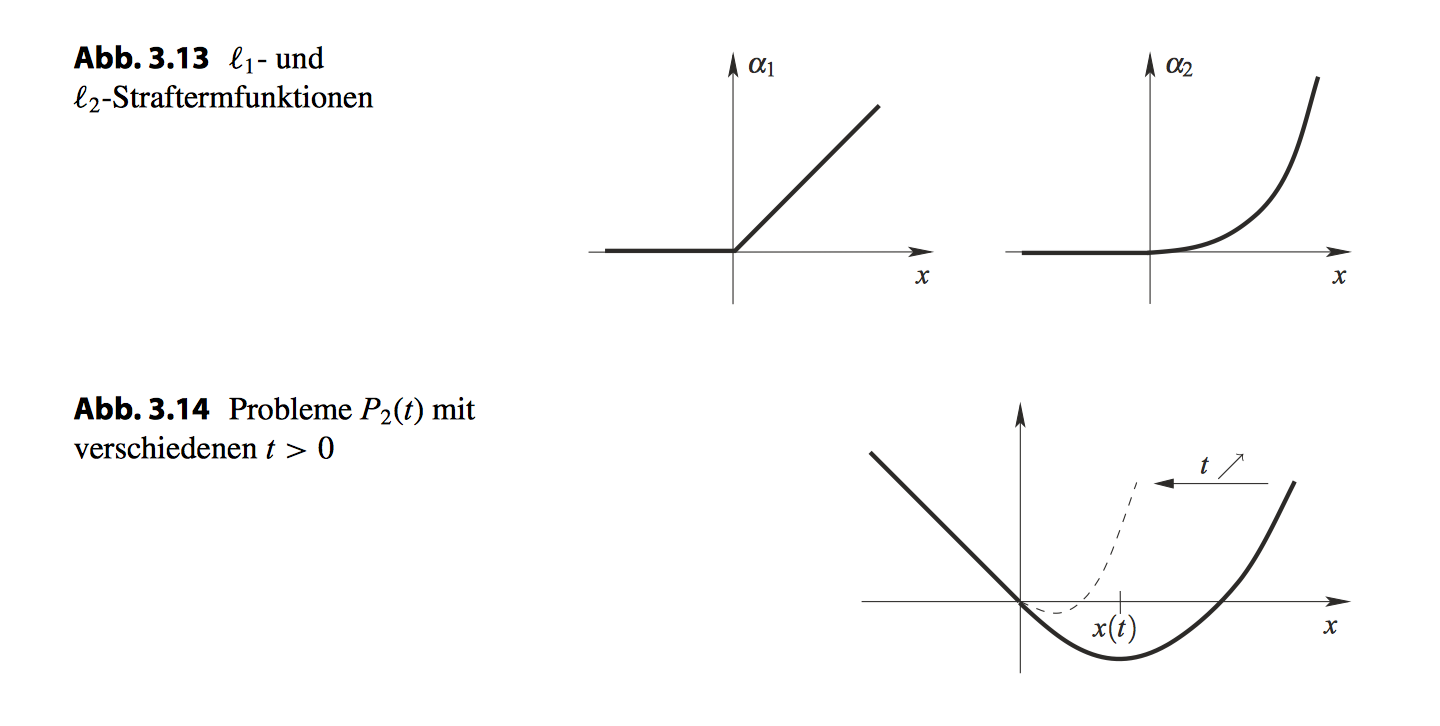 Abb. 3.13 ℓ₁- und
ℓ₂-Straftermfunktionen
α₁
x
α₂
x
Abb. 3.14 Probleme P₂(t) mit
verschiedenen t > 0
t ↗
x(t)
x